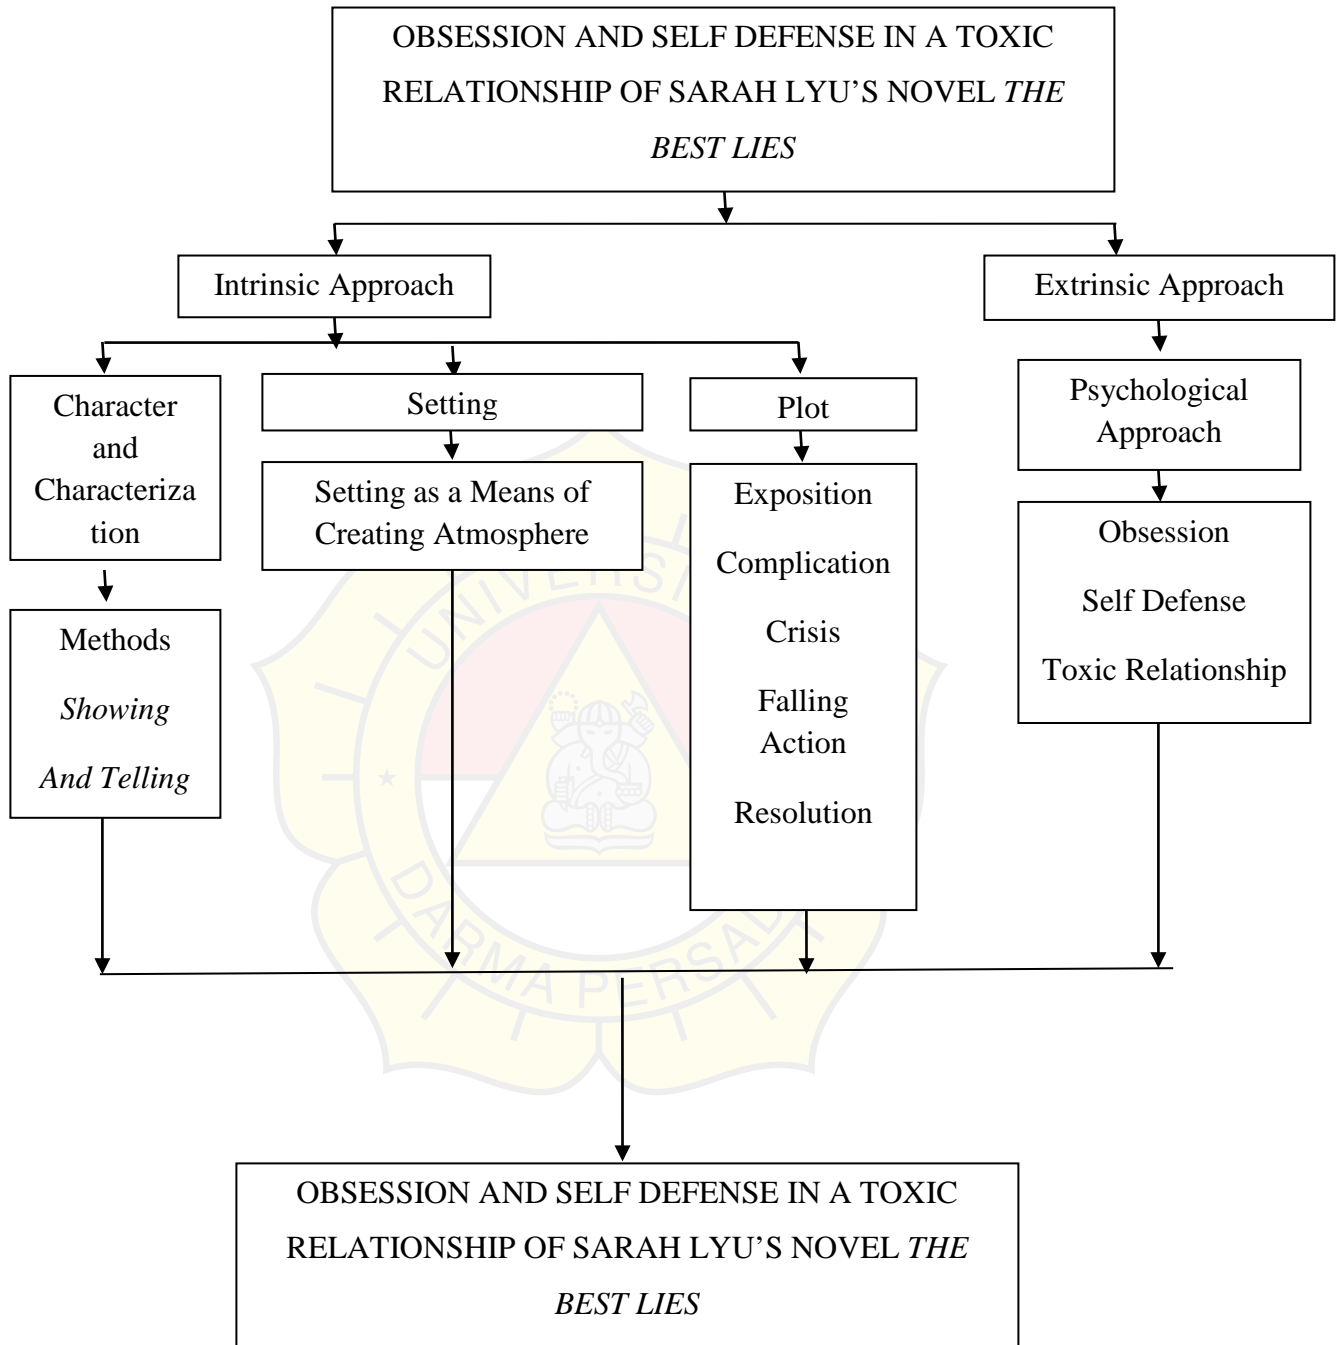 OBSESSION AND SELF DEFENSE IN A TOXIC
RELATIONSHIP OF SARAH LYU’S NOVEL THE
BEST LIES
Intrinsic Approach
Extrinsic Approach
Character
and
Characteriza
tion
Setting
Plot
Psychological
Approach
Setting as a Means of
Creating Atmosphere
Exposition
Complication
Crisis
Falling
Action
Resolution
Obsession
Self Defense
Toxic Relationship
Methods
Showing
And Telling
UNIVERSI
DARMA PERSAD
OBSESSION AND SELF DEFENSE IN A TOXIC
RELATIONSHIP OF SARAH LYU’S NOVEL THE
BEST LIES